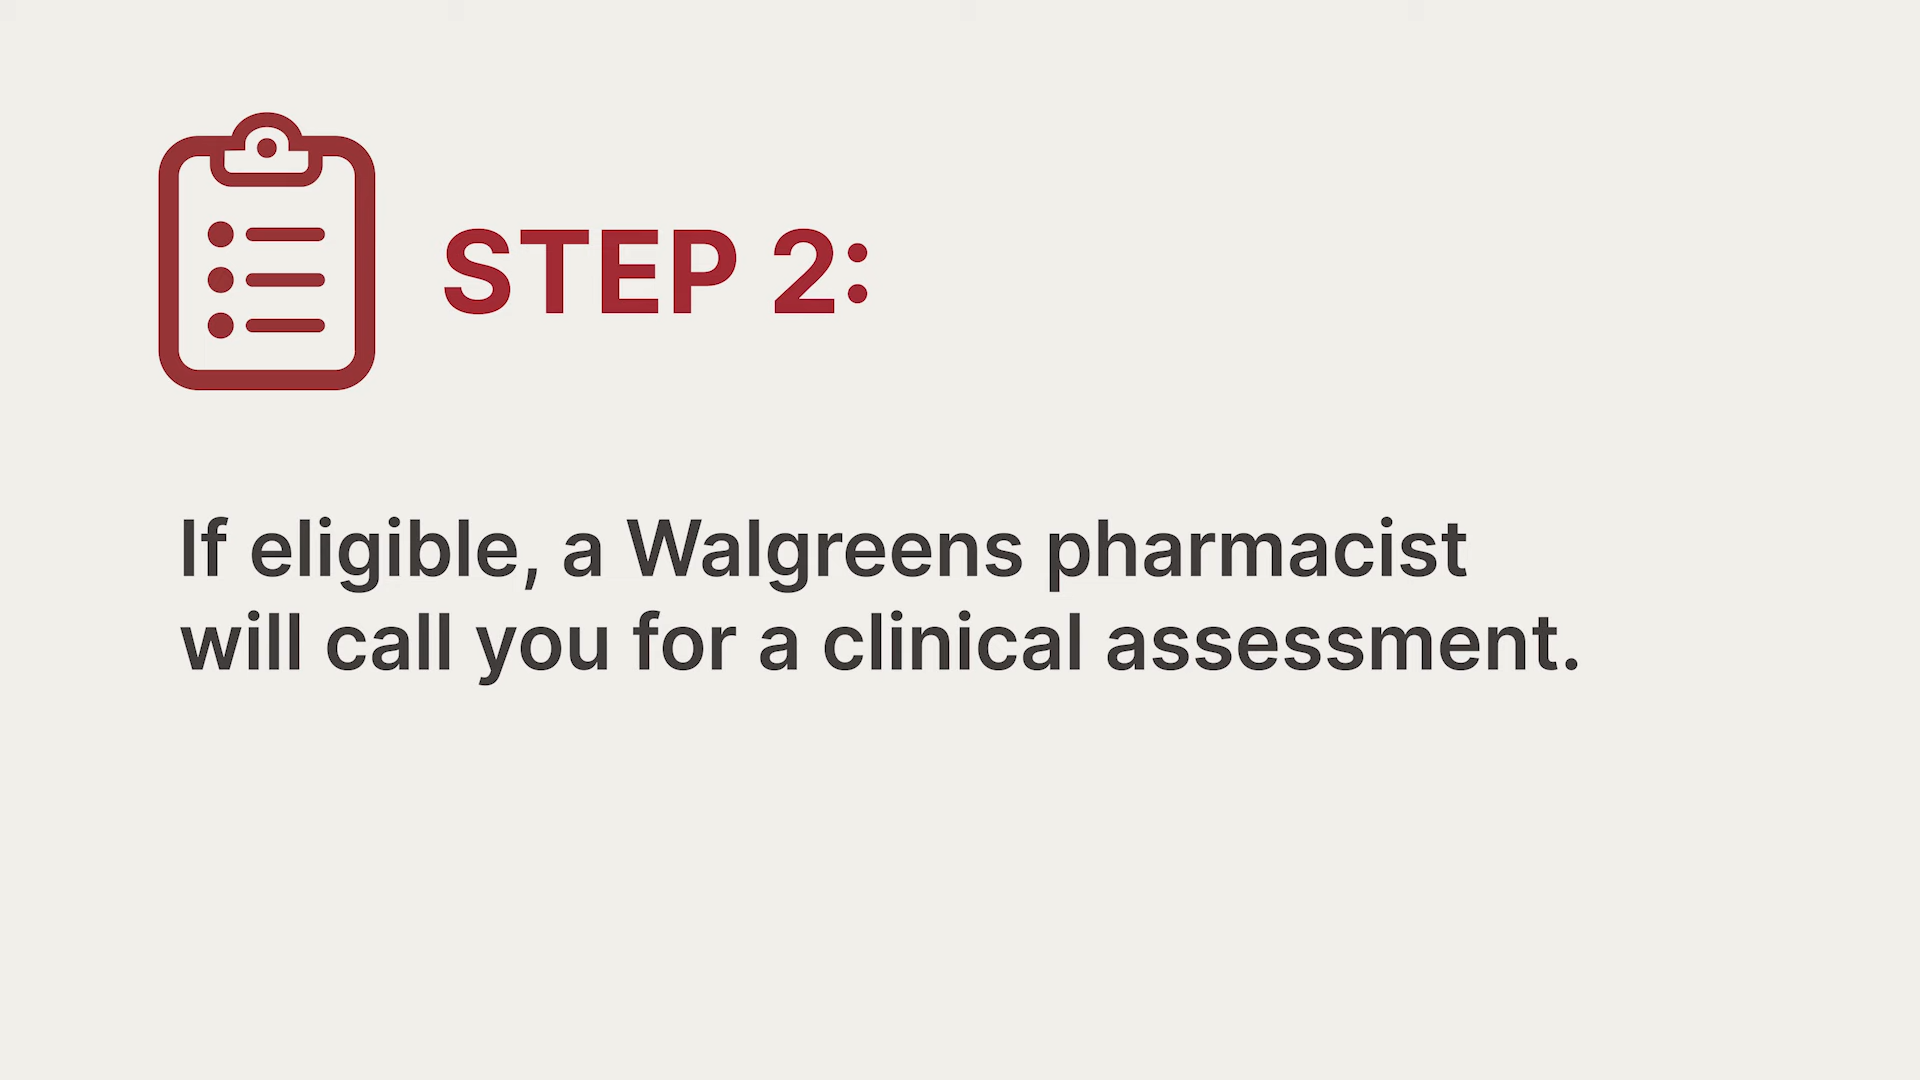 STEP 2:
If eligible, a Walgreens pharmacist
will call you for a clinical assessment.